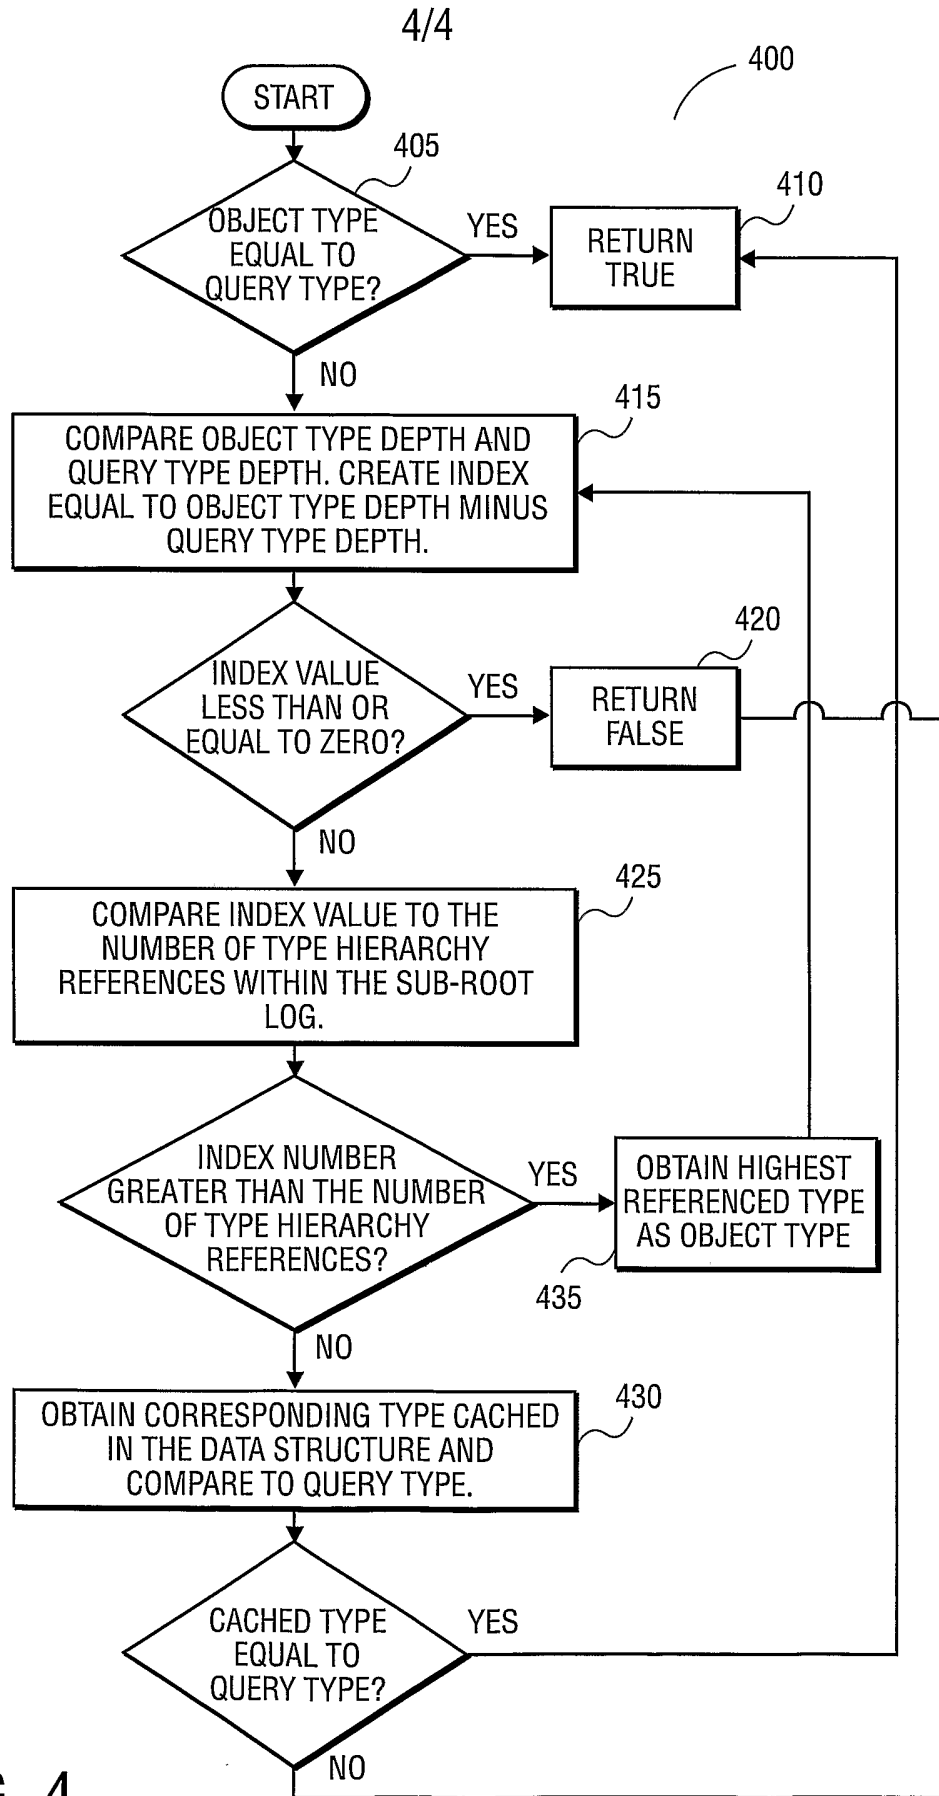 4/4
400
START
405
OBJECT TYPE
EQUAL TO
QUERY TYPE?
YES
410
RETURN
TRUE
NO
415
COMPARE OBJECT TYPE DEPTH AND
QUERY TYPE DEPTH. CREATE INDEX
EQUAL TO OBJECT TYPE DEPTH MINUS
QUERY TYPE DEPTH.
INDEX VALUE
LESS THAN OR
EQUAL TO ZERO?
YES
420
RETURN
FALSE
NO
425
COMPARE INDEX VALUE TO THE
NUMBER OF TYPE HIERARCHY
REFERENCES WITHIN THE SUB-ROOT
LOG.
INDEX NUMBER
GREATER THAN THE NUMBER
OF TYPE HIERARCHY
REFERENCES?
YES
OBTAIN HIGHEST
REFERENCED TYPE
AS OBJECT TYPE
435
NO
430
OBTAIN CORRESPONDING TYPE CACHED
IN THE DATA STRUCTURE AND
COMPARE TO QUERY TYPE.
CACHED TYPE
EQUAL TO
QUERY TYPE?
YES
NO
4